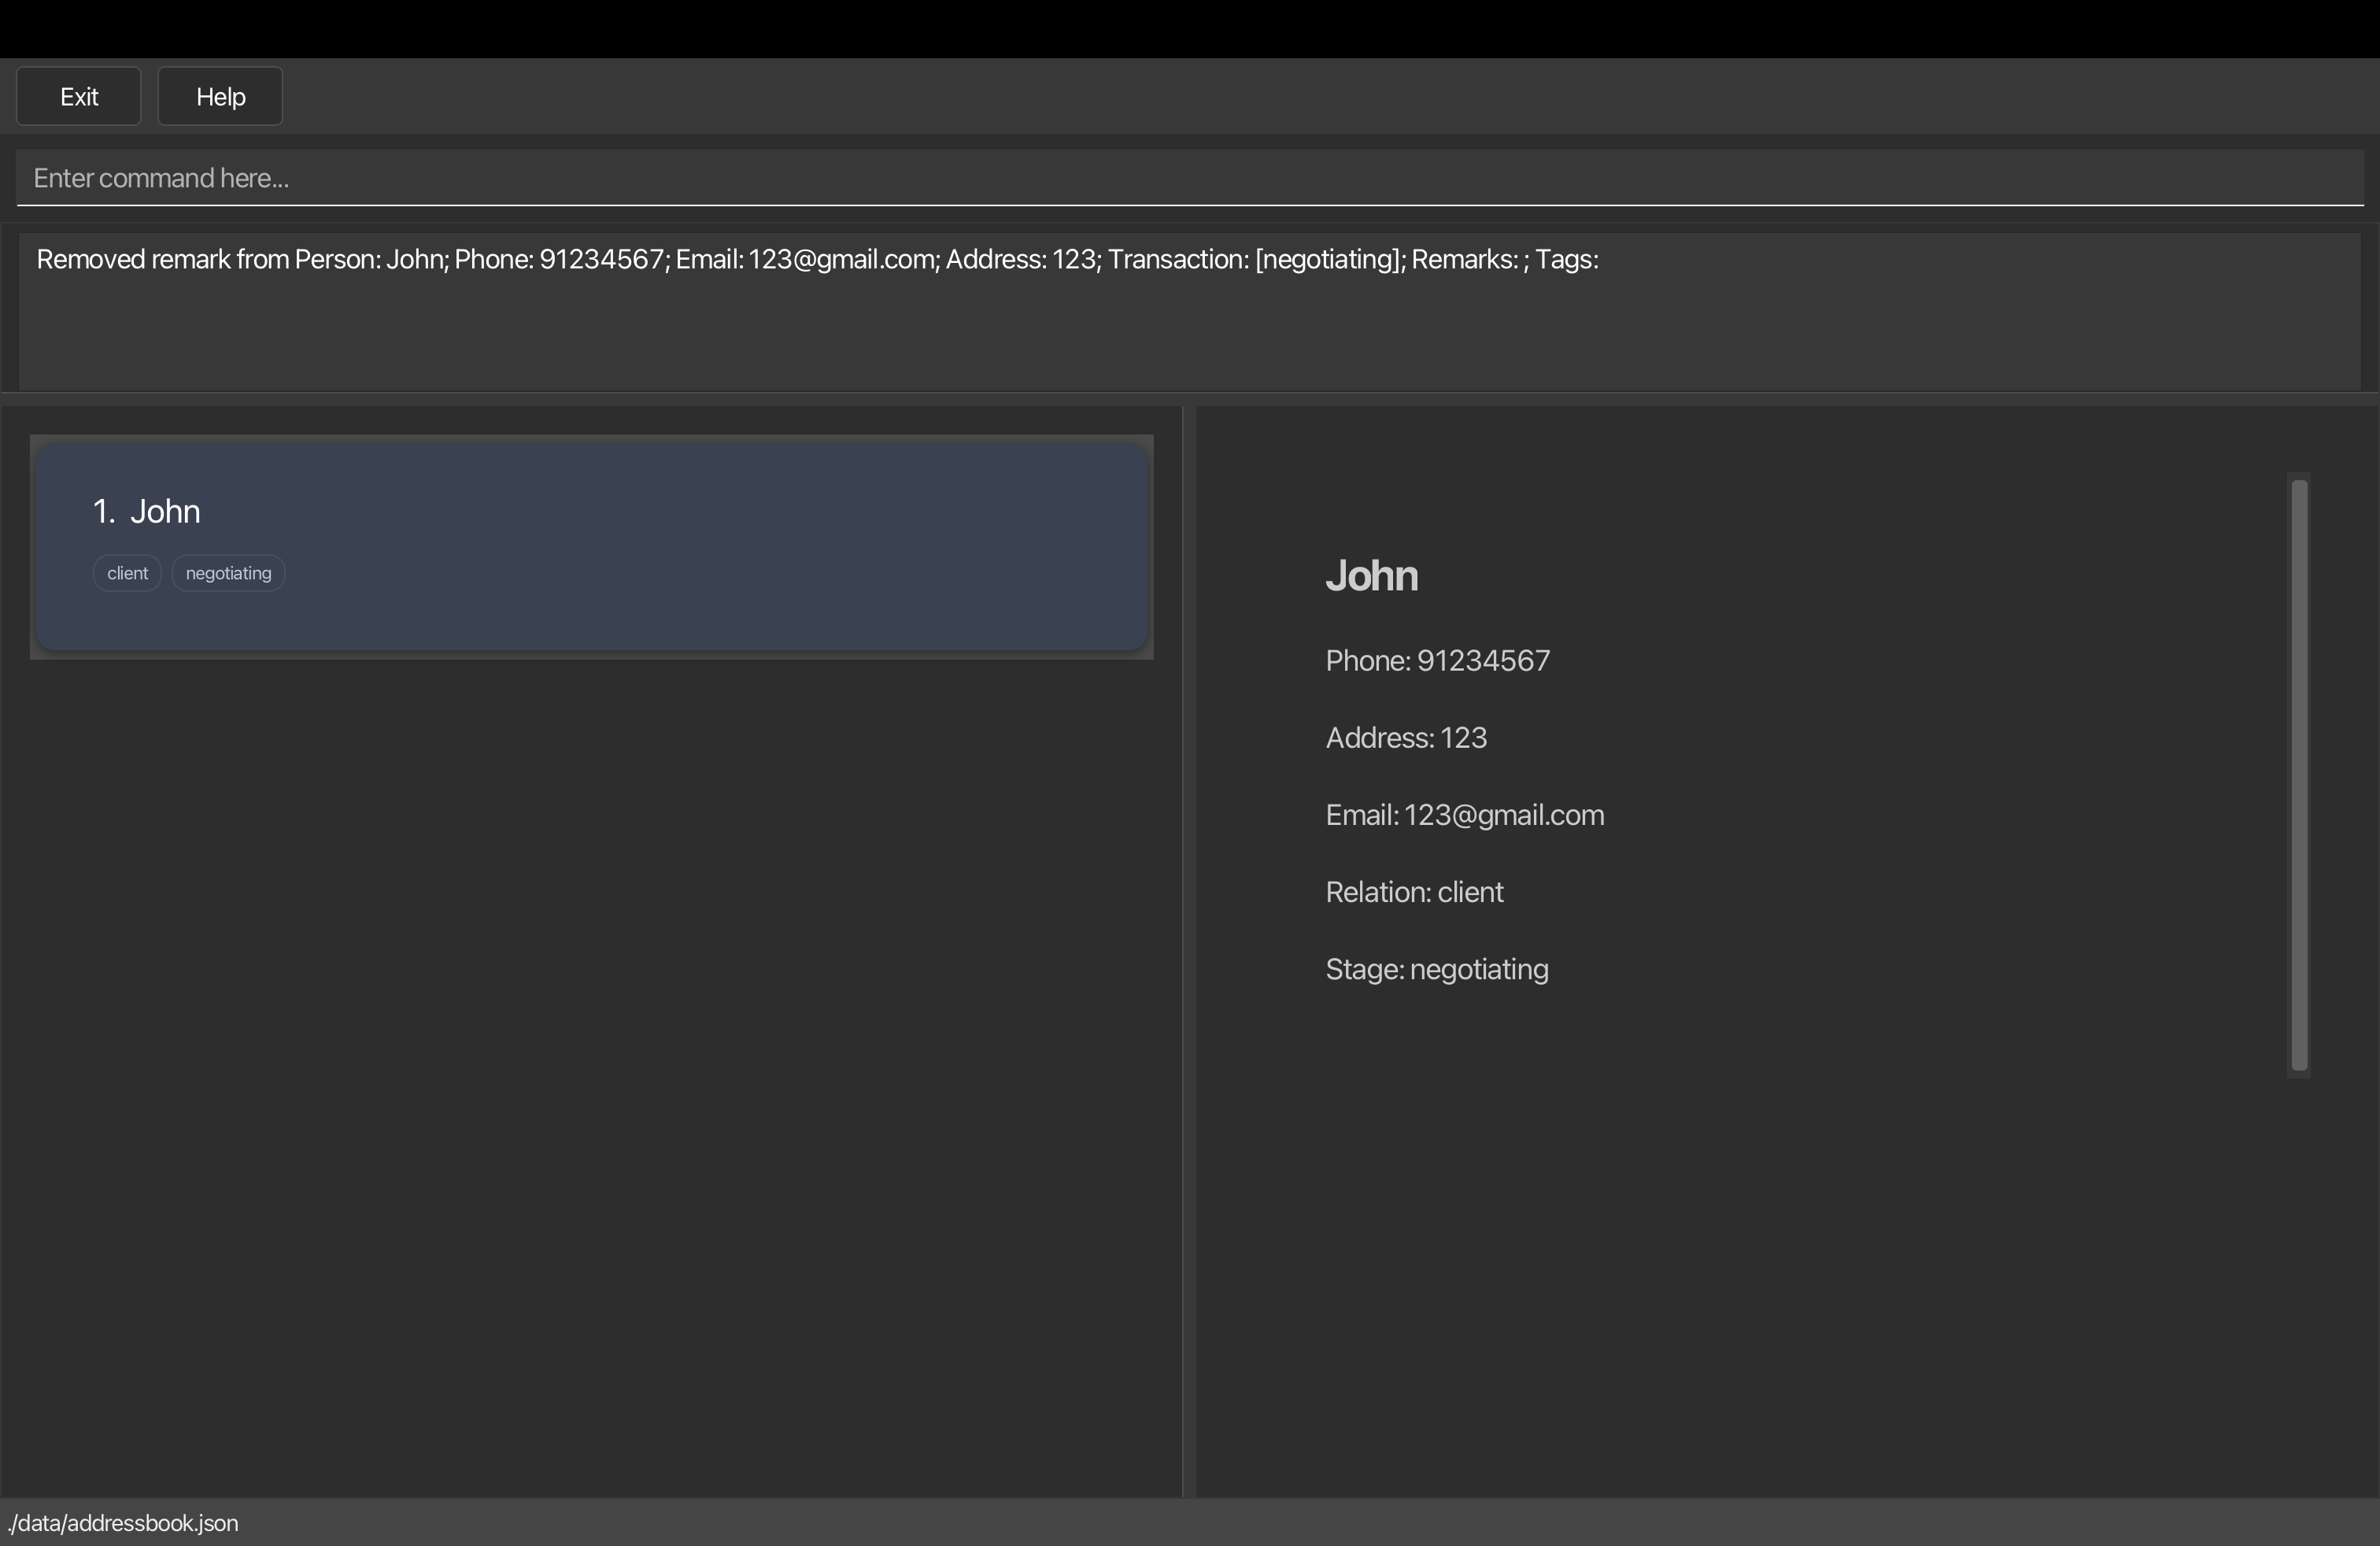 Exit
Help
Enter command here...
Removed remark from Person: John; Phone: 91234567; Email: 123@gmail.com; Address: 123; Transaction: [negotiating]; Remarks: ; Tags:
1. John
client
negotiating
John
Phone: 91234567
Address: 123
Email: 123@gmail.com
Relation: client
Stage: negotiating
./data/addressbook.json